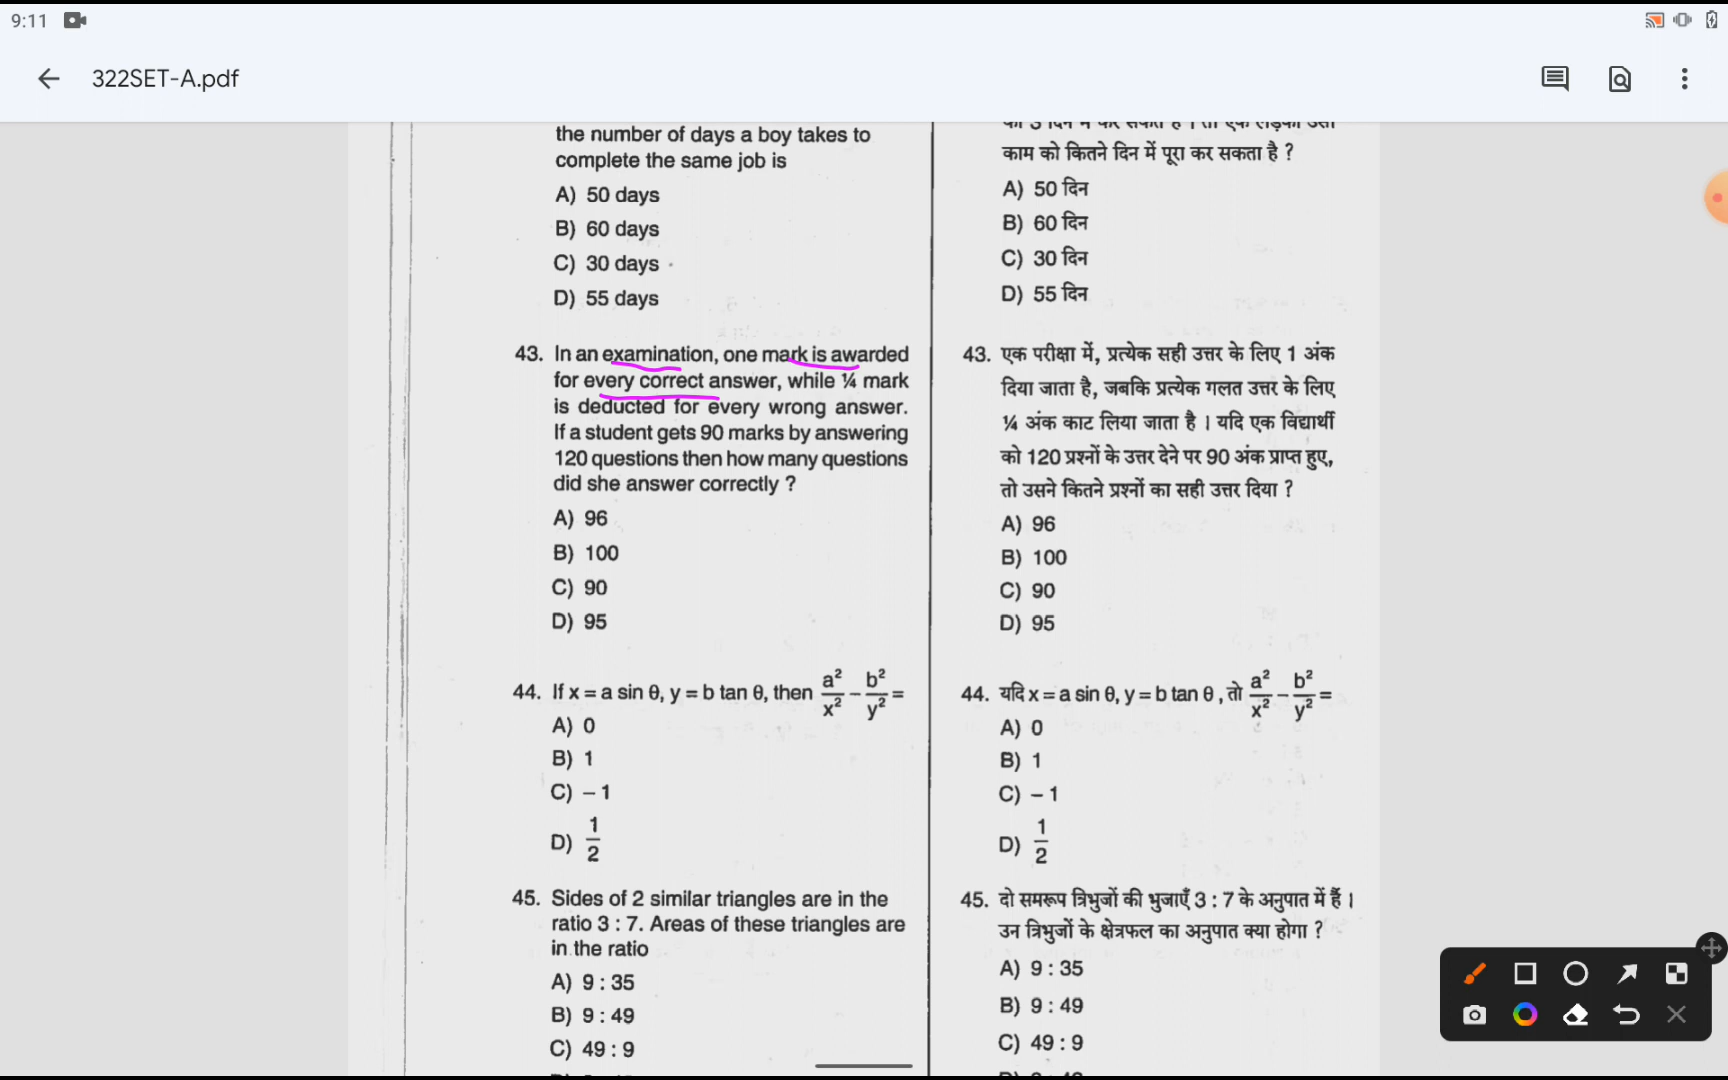 9:11
322SET-A.pdf
the number of days a boy takes to
complete the same job is
A) 50 days
B) 60 days
C) 30 days
D) 55 days
43. In an examination, one mark is awarded
for every correct answer, while ¼ mark
is deducted for every wrong answer.
If a student gets 90 marks by answering
120 questions then how many questions
did she answer correctly ?
A) 96
B) 100
C) 90
D) 95
44. If x = a sin θ, y = b tan θ, then a²/x² – b²/y² =
A) 0
B) 1
C) – 1
D) 1/2
45. Sides of 2 similar triangles are in the
ratio 3 : 7. Areas of these triangles are
in the ratio
A) 9 : 35
B) 9 : 49
C) 49 : 9
काम को कितने दिन में पूरा कर सकता है ?
A) 50 दिन
B) 60 दिन
C) 30 दिन
D) 55 दिन
43. एक परीक्षा में, प्रत्येक सही उत्तर के लिए 1 अंक
दिया जाता है, जबकि प्रत्येक गलत उत्तर के लिए
¼ अंक काट लिया जाता है । यदि एक विद्यार्थी
को 120 प्रश्नों के उत्तर देने पर 90 अंक प्राप्त हुए,
तो उसने कितने प्रश्नों का सही उत्तर दिया ?
A) 96
B) 100
C) 90
D) 95
44. यदि x = a sin θ, y = b tan θ , तो a²/x² – b²/y² =
A) 0
B) 1
C) – 1
D) 1/2
45. दो समरूप त्रिभुजों की भुजाएँ 3 : 7 के अनुपात में हैं ।
उन त्रिभुजों के क्षेत्रफल का अनुपात क्या होगा ?
A) 9 : 35
B) 9 : 49
C) 49 : 9